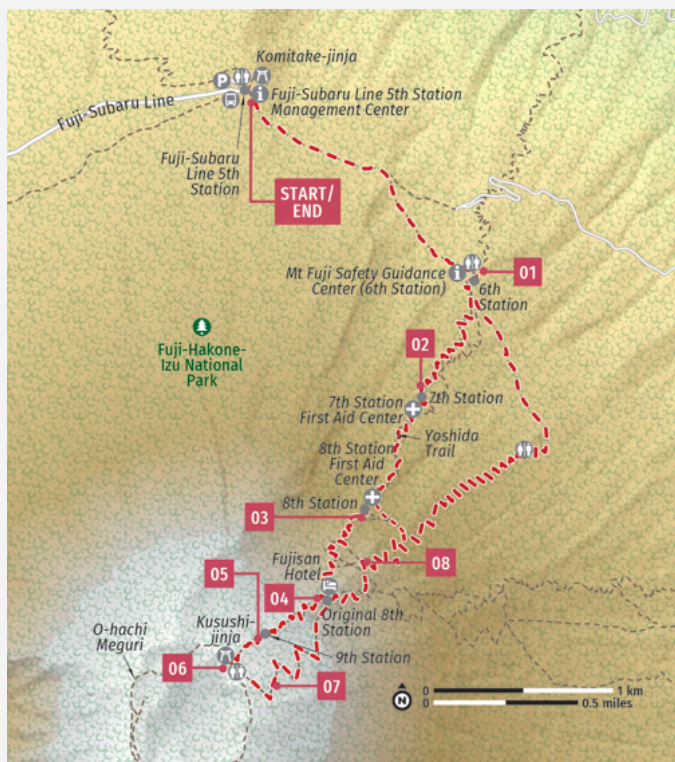 Komitake-jinja
P
i
Fuji-Subaru Line 5th Station
Management Center
Fuji-Subaru Line
Fuji-Subaru
Line 5th
Station
START/
END
Mt Fuji Safety Guidance
Center (6th Station)
i
01
6th
Station
Fuji-Hakone-
Izu National
Park
02
7th Station
7th Station
First Aid Center
Yoshida
Trail
8th Station
First Aid
Center
8th Station
03
08
Fujisan
Hotel
05
04
Original 8th
Station
Kusushi-
jinja
O-hachi
Meguri
9th Station
06
07
N
0 1 km
0 0.5 miles